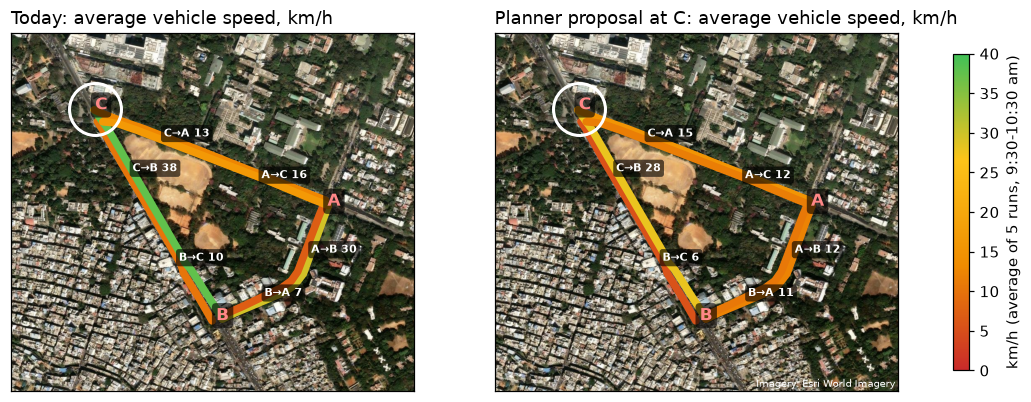 Today: average vehicle speed, km/h
C
C→A 13
C→B 38
A→C 16
A
A→B 30
B→C 10
B→A 7
B
Planner proposal at C: average vehicle speed, km/h
C
C→A 15
C→B 28
A→C 12
A
A→B 12
B→C 6
B→A 11
B
Imagery: Esri World Imagery
40
35
30
25
20
15
10
5
0
km/h (average of 5 runs, 9:30-10:30 am)